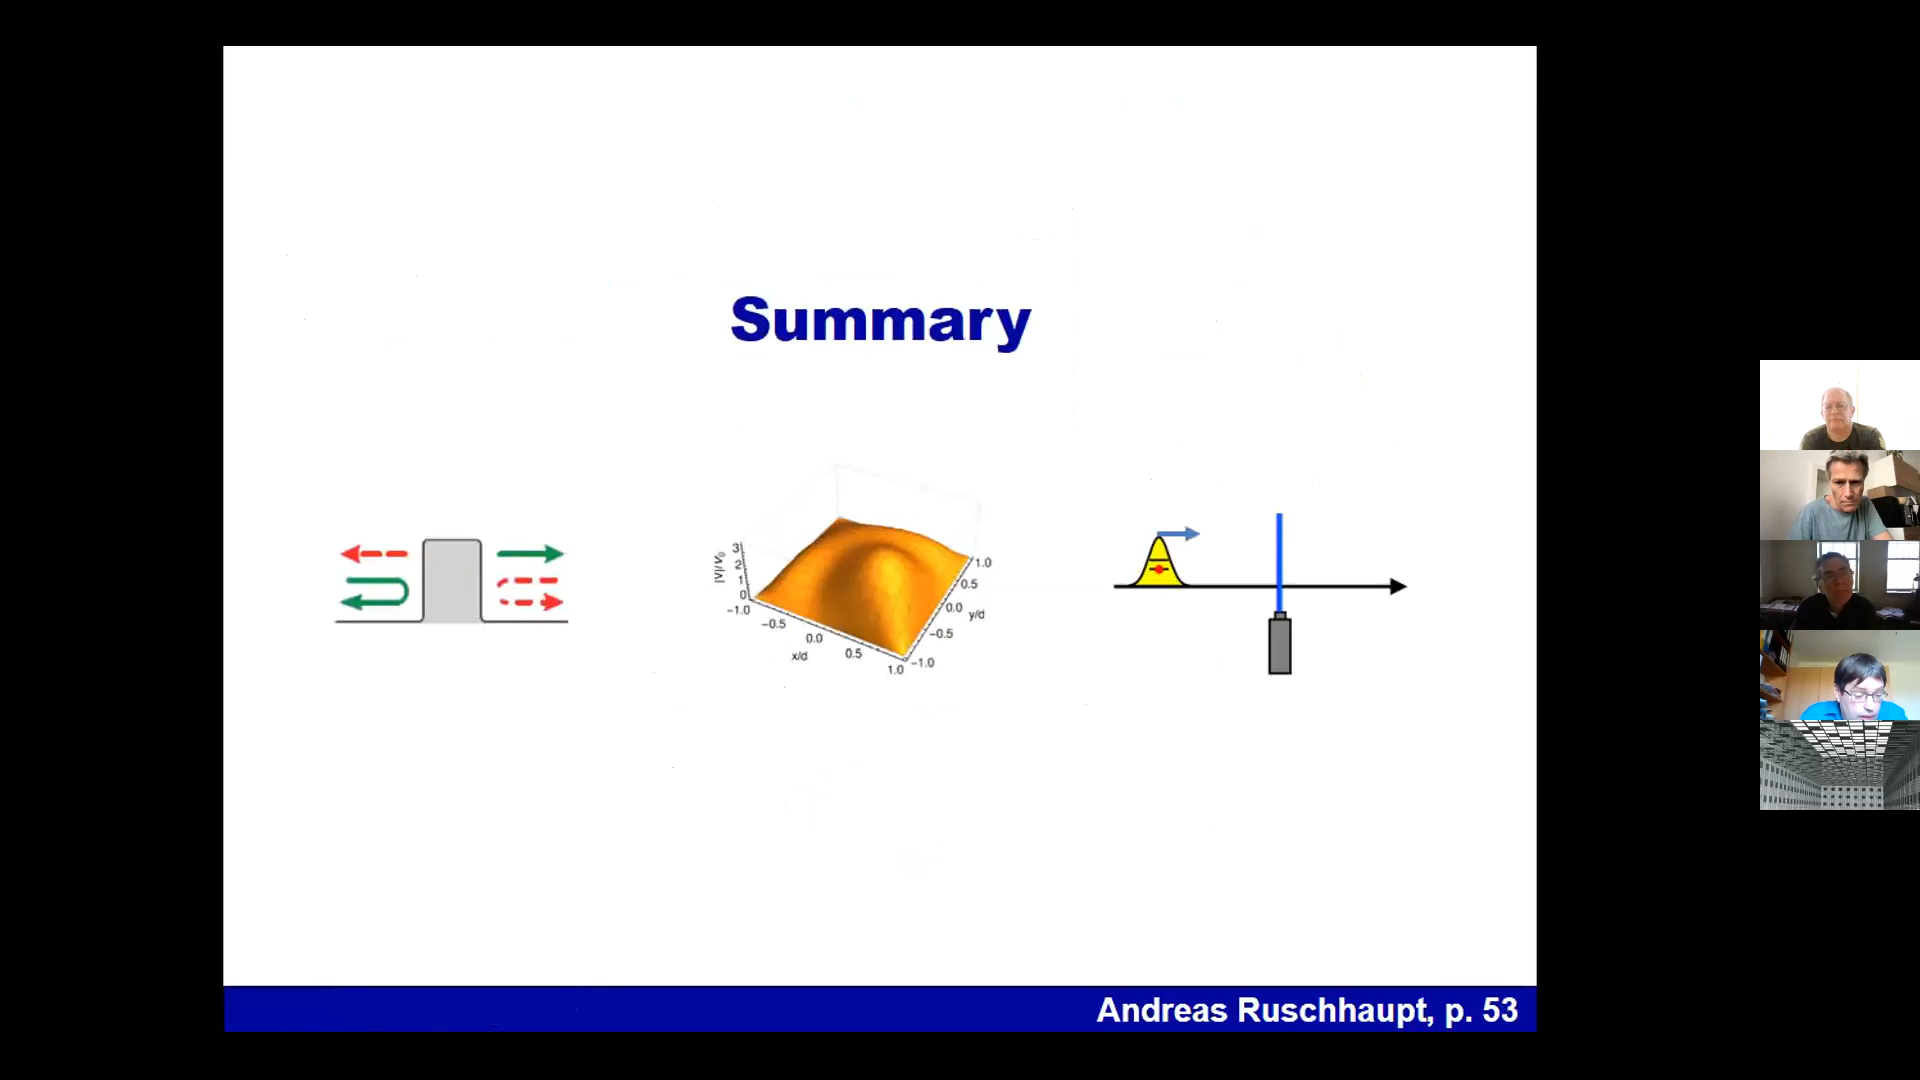 Summary
|V|/V₀
3
2
1
0
-1.0
-0.5
0.0
0.5
1.0
x/d
1.0
0.5
0.0
-0.5
-1.0
y/d
Andreas Ruschhaupt, p. 53